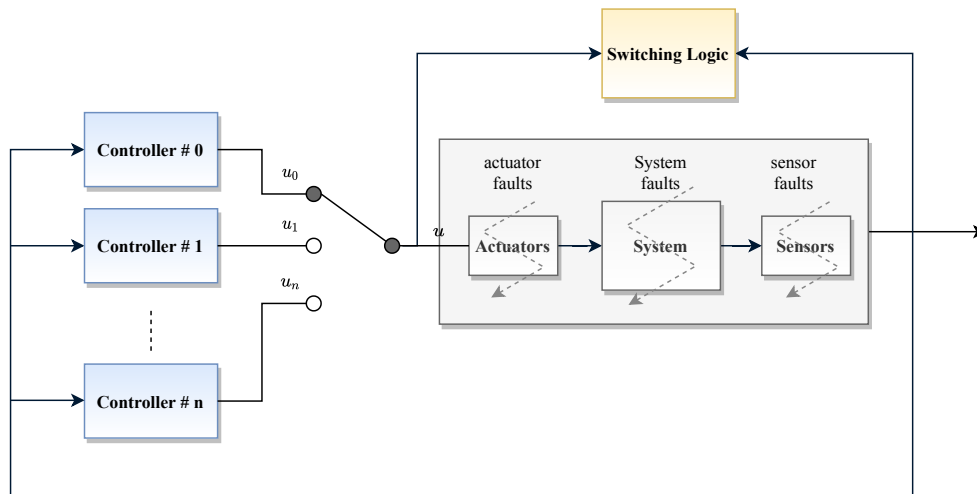 Switching Logic
Controller # 0
actuator
faults
System
faults
sensor
faults
u₀
Controller # 1
u₁
u
Actuators
System
Sensors
uₙ
Controller # n